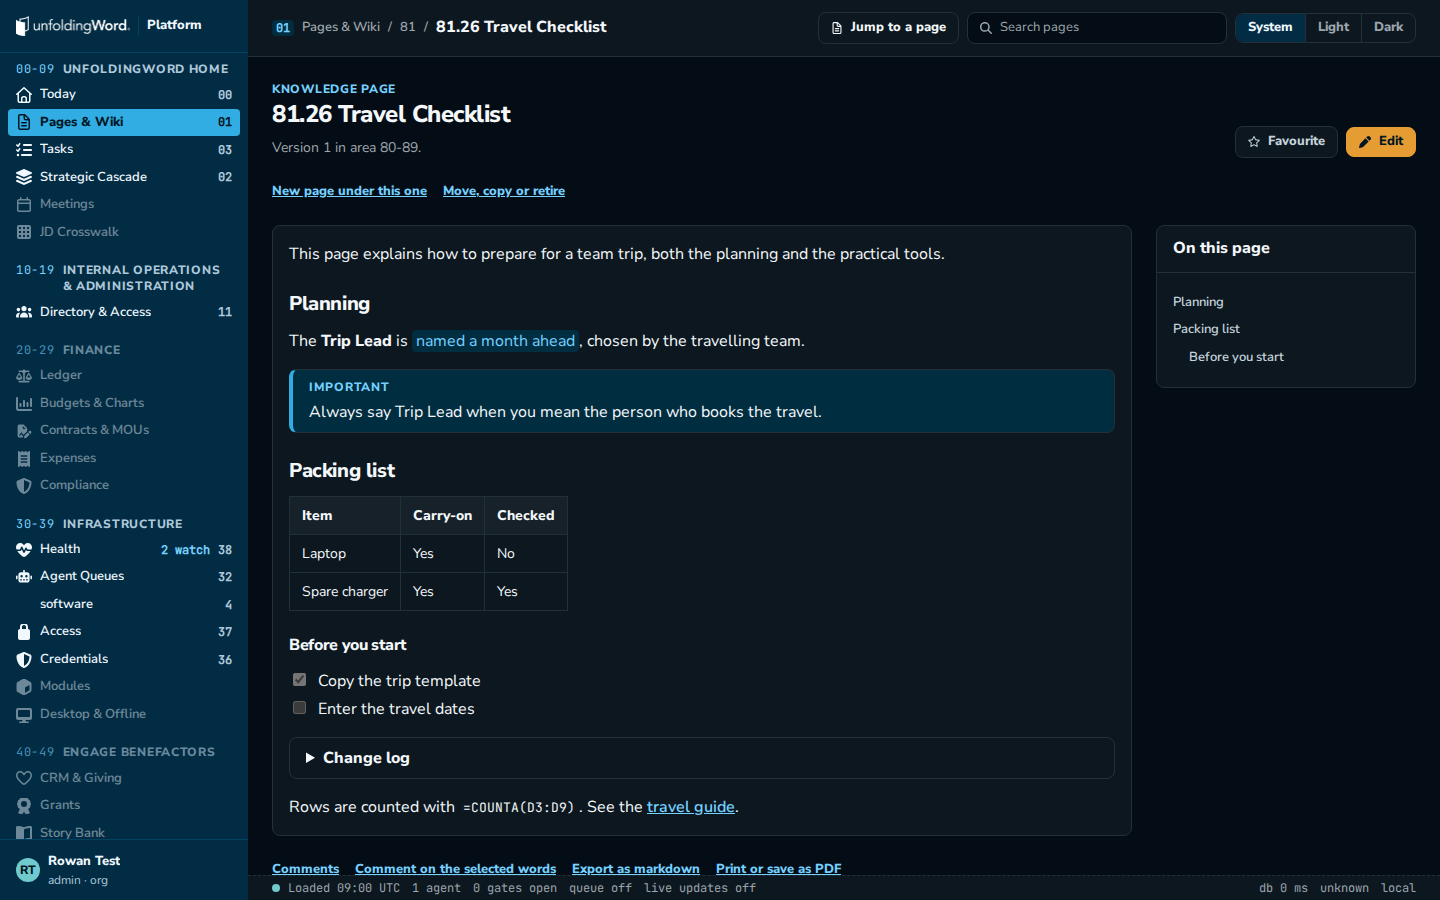 unfoldingWord. Platform
00-09 UNFOLDINGWORD HOME
Today 00
Pages & Wiki 01
Tasks 03
Strategic Cascade 02
Meetings
JD Crosswalk
10-19 INTERNAL OPERATIONS
& ADMINISTRATION
Directory & Access 11
20-29 FINANCE
Ledger
Budgets & Charts
Contracts & MOUs
Expenses
Compliance
30-39 INFRASTRUCTURE
Health 2 watch 38
Agent Queues 32
software 4
Access 37
Credentials 36
Modules
Desktop & Offline
40-49 ENGAGE BENEFACTORS
CRM & Giving
Grants
Story Bank
RT Rowan Test
admin · org
01 Pages & Wiki / 81 / 81.26 Travel Checklist
Jump to a page
Search pages
System Light Dark
KNOWLEDGE PAGE
81.26 Travel Checklist
Version 1 in area 80-89.
Favourite
Edit
New page under this one Move, copy or retire
This page explains how to prepare for a team trip, both the planning and the practical tools.
Planning
The Trip Lead is named a month ahead, chosen by the travelling team.
IMPORTANT
Always say Trip Lead when you mean the person who books the travel.
Packing list
Item Carry-on Checked
Laptop Yes No
Spare charger Yes Yes
Before you start
Copy the trip template
Enter the travel dates
Change log
Rows are counted with =COUNTA(D3:D9). See the travel guide.
On this page
Planning
Packing list
Before you start
Comments Comment on the selected words Export as markdown Print or save as PDF
Loaded 09:00 UTC 1 agent 0 gates open queue off live updates off
db 0 ms unknown local